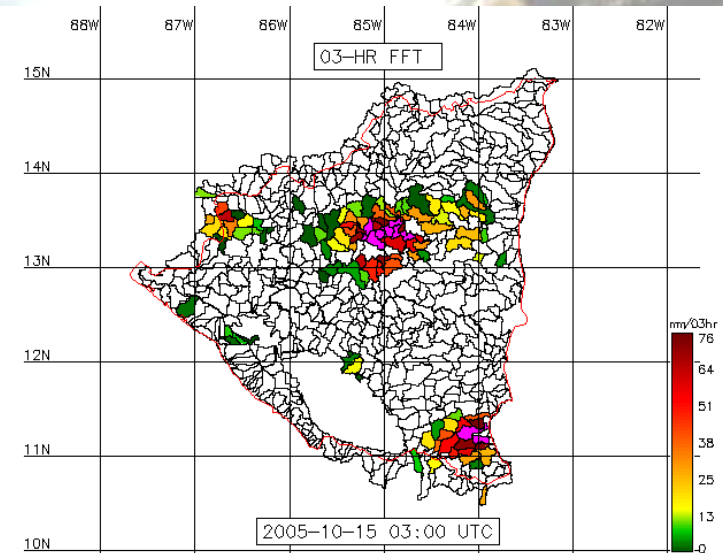 88W 87W 86W 85W 84W 83W 82W
03-HR FFT
15N
14N
13N
mm/03hr
76
12N
64
51
38
11N
25
13
2005-10-15 03:00 UTC
10N
0